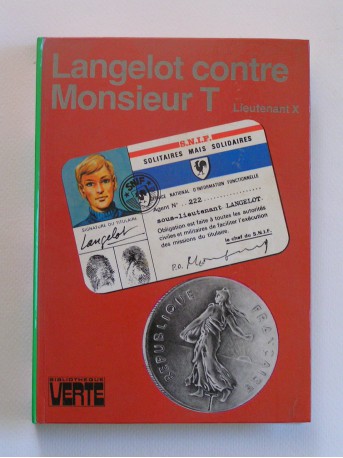 Langelot contre
Monsieur T
Lieutenant X
S.N.I.F.
SOLITAIRES MAIS SOLIDAIRES
SNIF
SERVICE NATIONAL D'INFORMATION FONCTIONNELLE
Agent N° ... 222
sous-lieutenant LANGELOT.
Obligation est faite à toutes les autorités
civiles et militaires de faciliter l'exécution
des missions du titulaire.
le chef du S.N.I.F.
SIGNATURE DU TITULAIRE
Langelot
P.O.
REPUBLIQUE FRANÇAISE
BIBLIOTHEQUE
VERTE